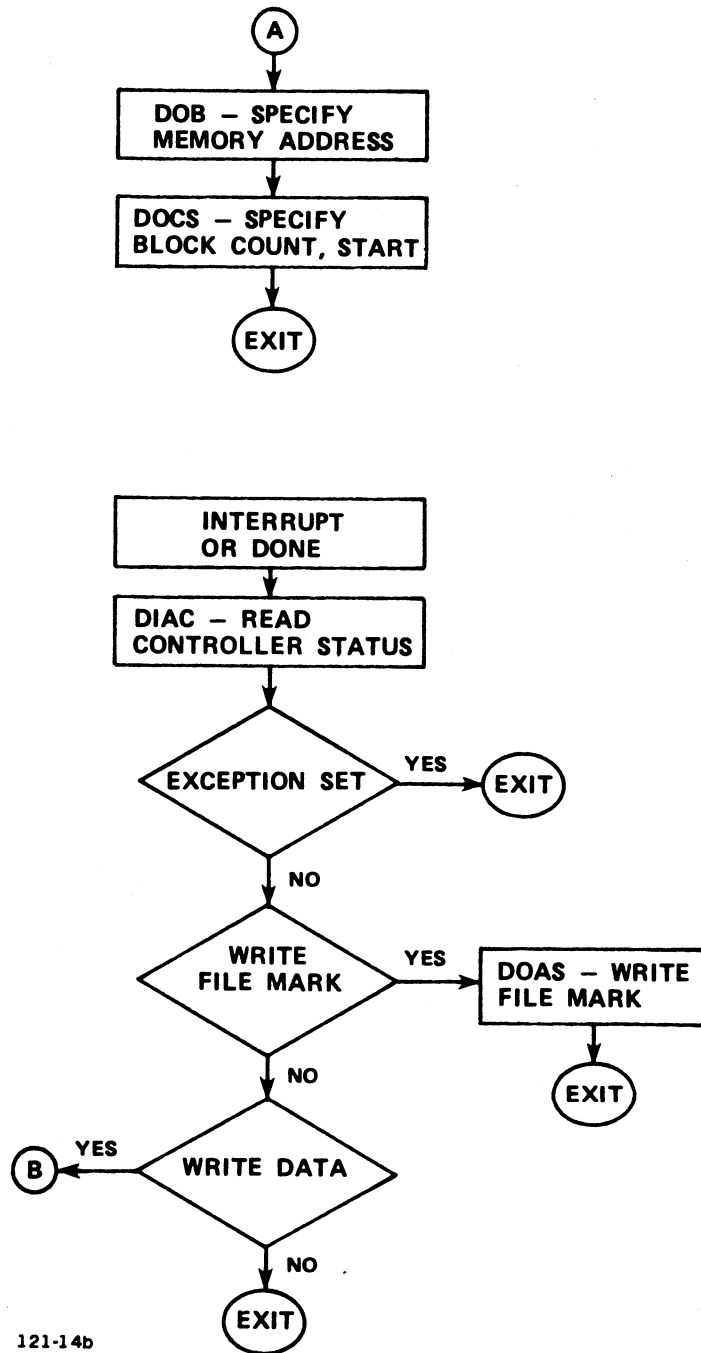 A
DOB — SPECIFY
MEMORY ADDRESS
DOCS — SPECIFY
BLOCK COUNT, START
EXIT
INTERRUPT
OR DONE
DIAC — READ
CONTROLLER STATUS
EXCEPTION SET
YES
EXIT
NO
WRITE
FILE MARK
YES
DOAS — WRITE
FILE MARK
EXIT
NO
WRITE DATA
YES
B
NO
EXIT
121-14b